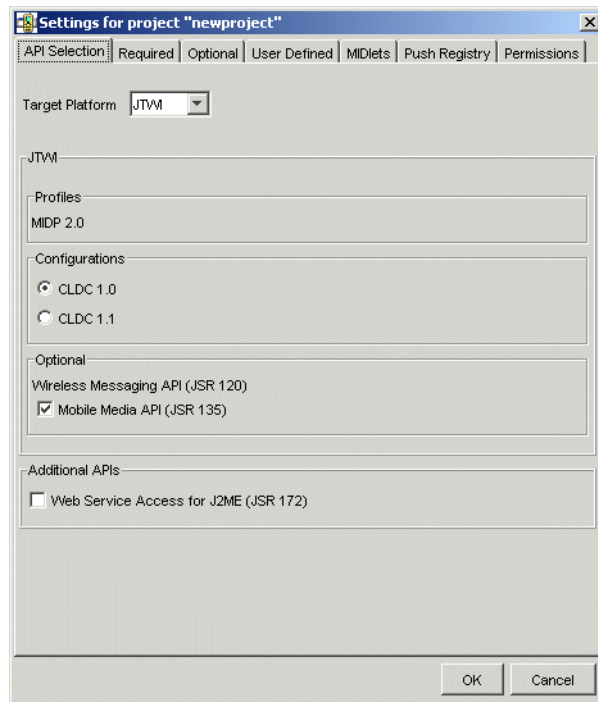 Settings for project "newproject"
API Selection Required Optional User Defined MIDlets Push Registry Permissions
Target Platform JTWI
JTWI
Profiles
MIDP 2.0
Configurations
CLDC 1.0
CLDC 1.1
Optional
Wireless Messaging API (JSR 120)
Mobile Media API (JSR 135)
Additional APIs
Web Service Access for J2ME (JSR 172)
OK Cancel